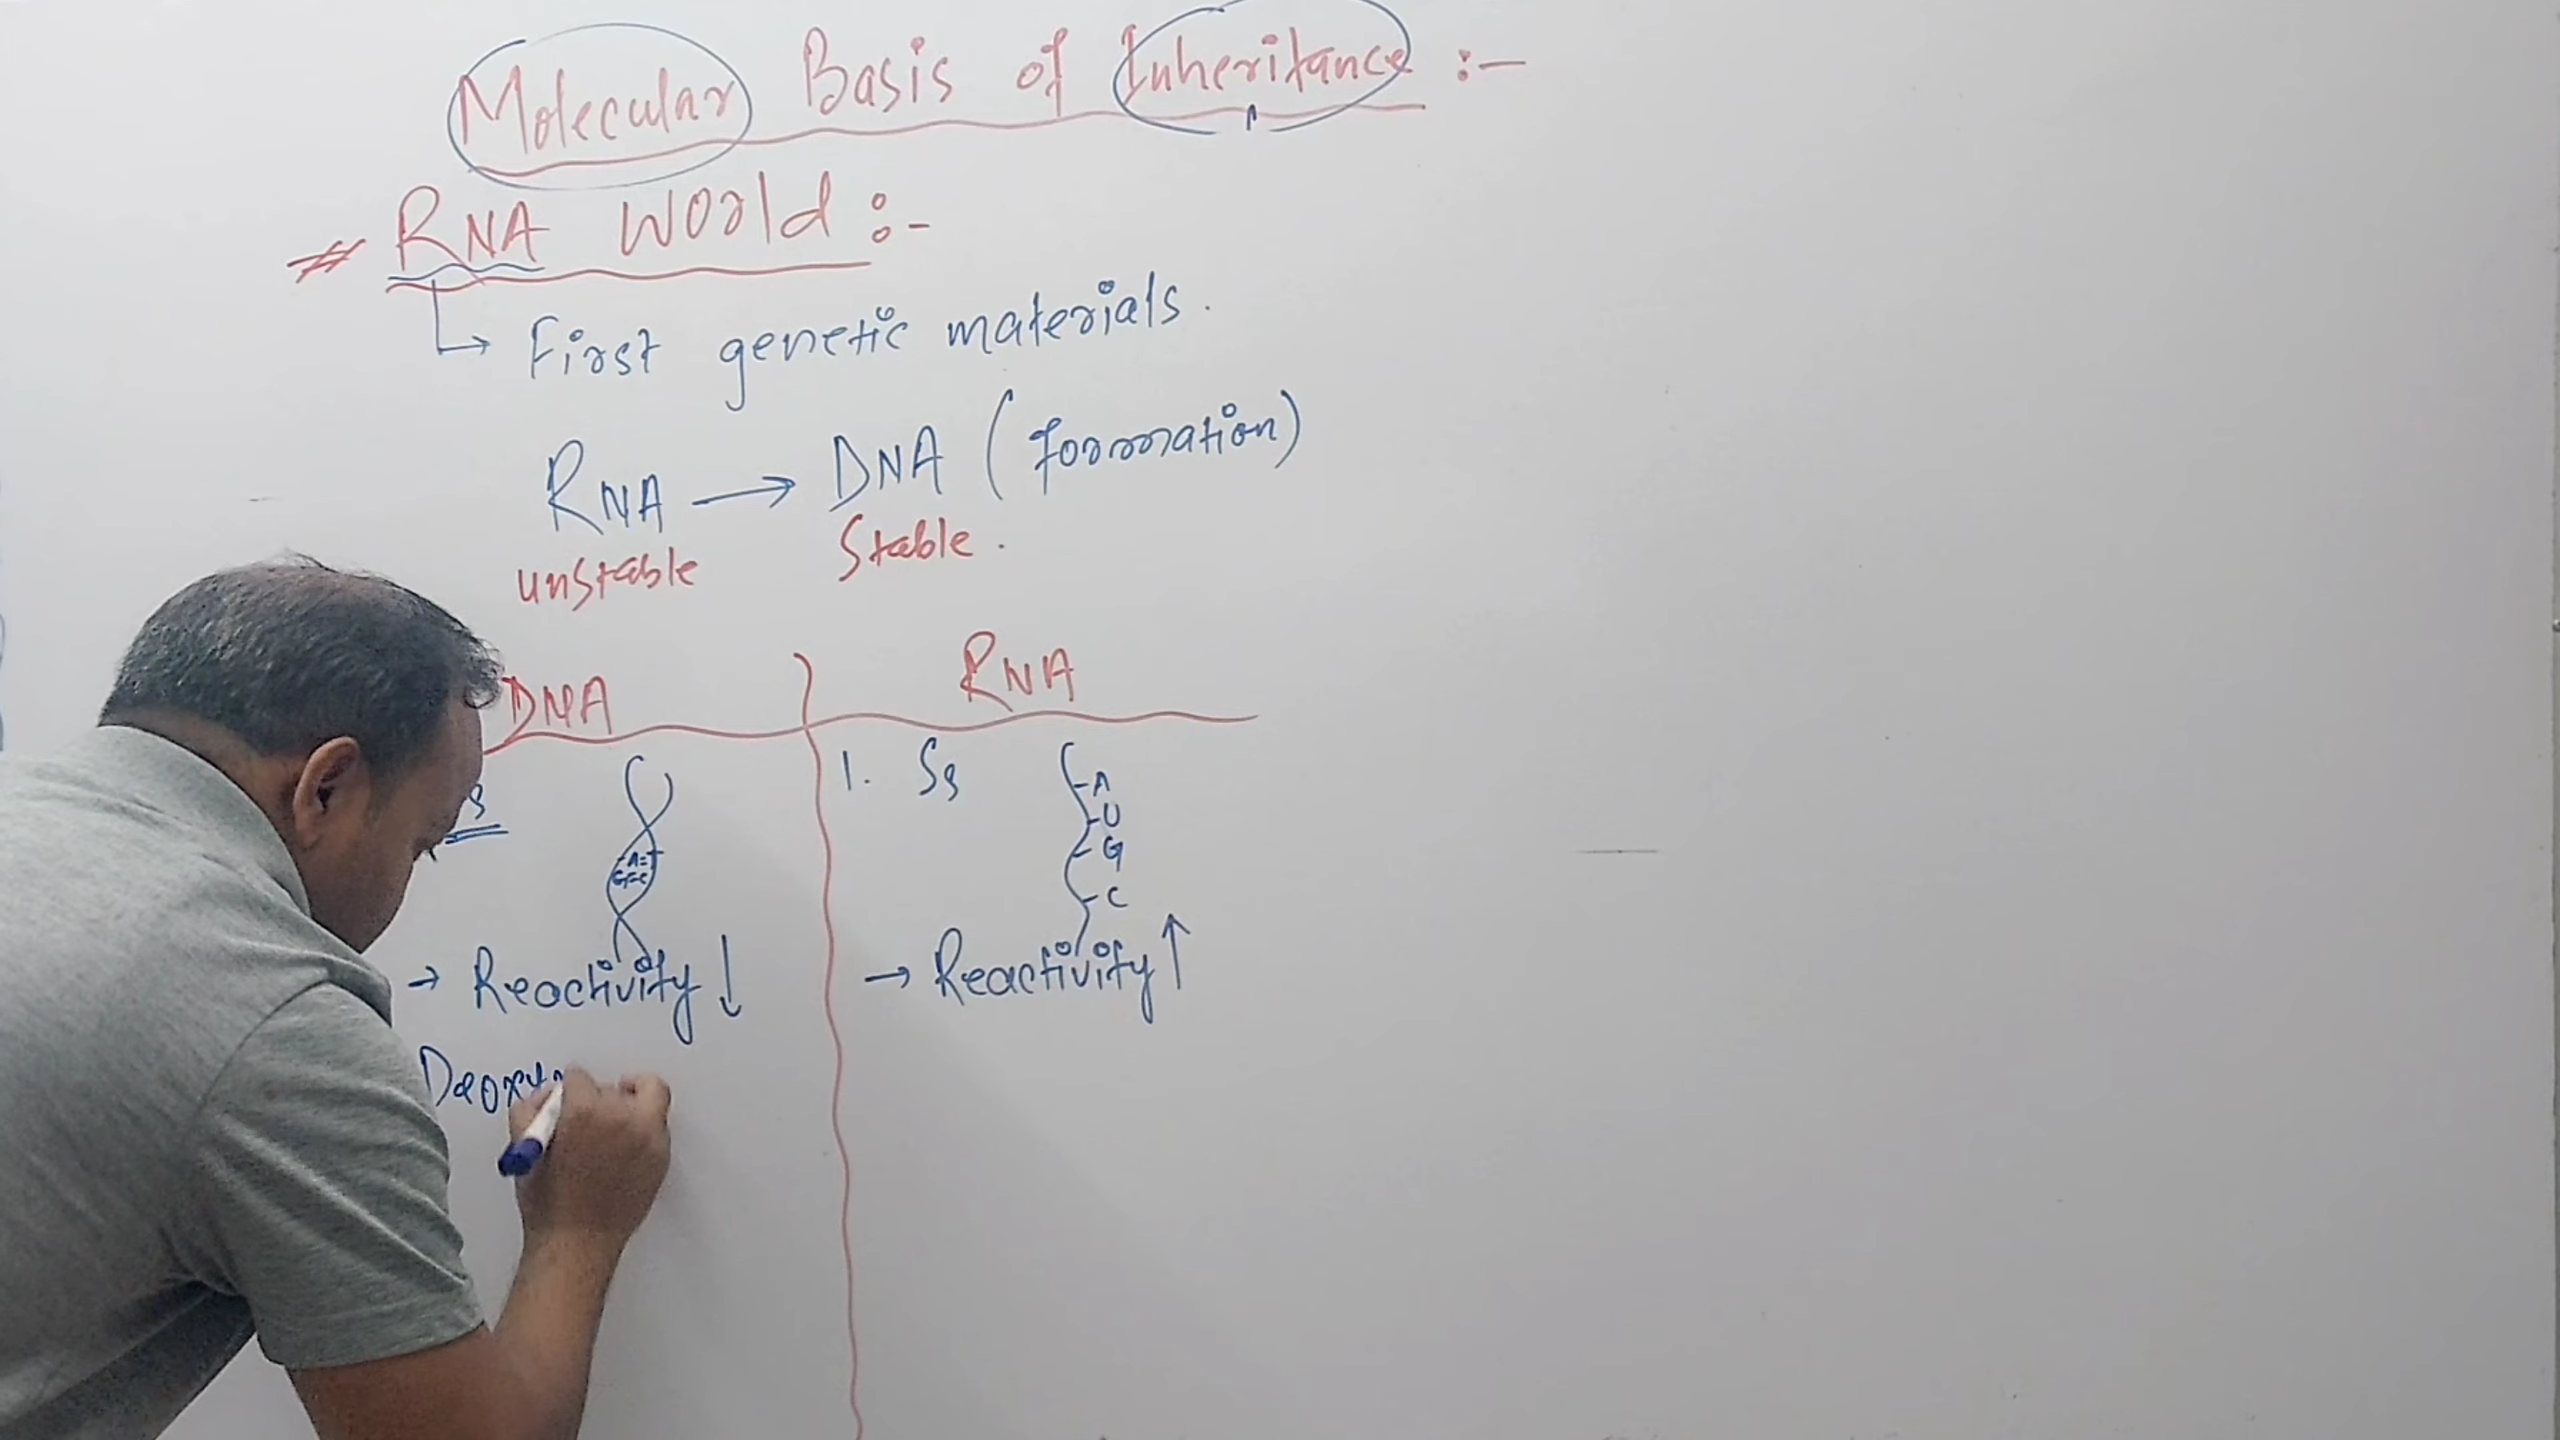 Molecular Basis of Inheritance :-
# RNA World :-
↳ First genetic materials.
RNA → DNA (formation)
unstable Stable.
DNA RNA
1. Ss
A
U
G
C
A=T
G≡C
→ Reactivity ↓ → Reactivity ↑
Deoxy